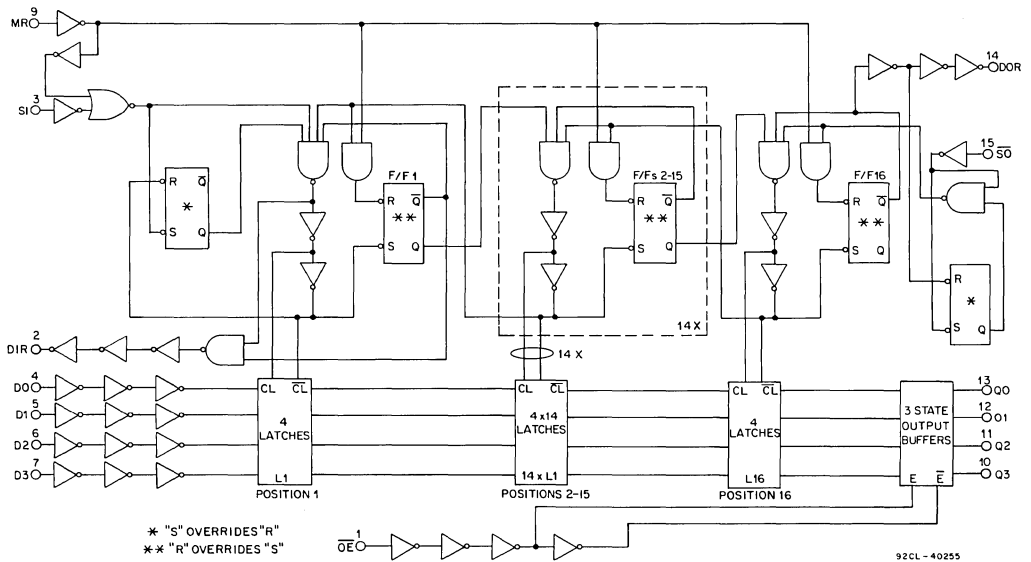 9
MR
3
SI
14
DOR
15
SO
F/F 1
F/Fs 2-15
F/F16
R Q
*
S Q
R Q
**
S Q
R Q
**
S Q
R Q
**
S Q
R
*
S Q
14 X
14 X
2
DIR
4
D0
5
D1
6
D2
7
D3
CL CL
4
LATCHES
L1
POSITION 1
CL CL
4 x 14
LATCHES
14 x L1
POSITIONS 2-15
CL CL
4
LATCHES
L16
POSITION 16
3 STATE
OUTPUT
BUFFERS
E E
13
Q0
12
O1
11
Q2
10
Q3
* "S" OVERRIDES "R"
** "R" OVERRIDES "S"
OE
1
92CL-40255